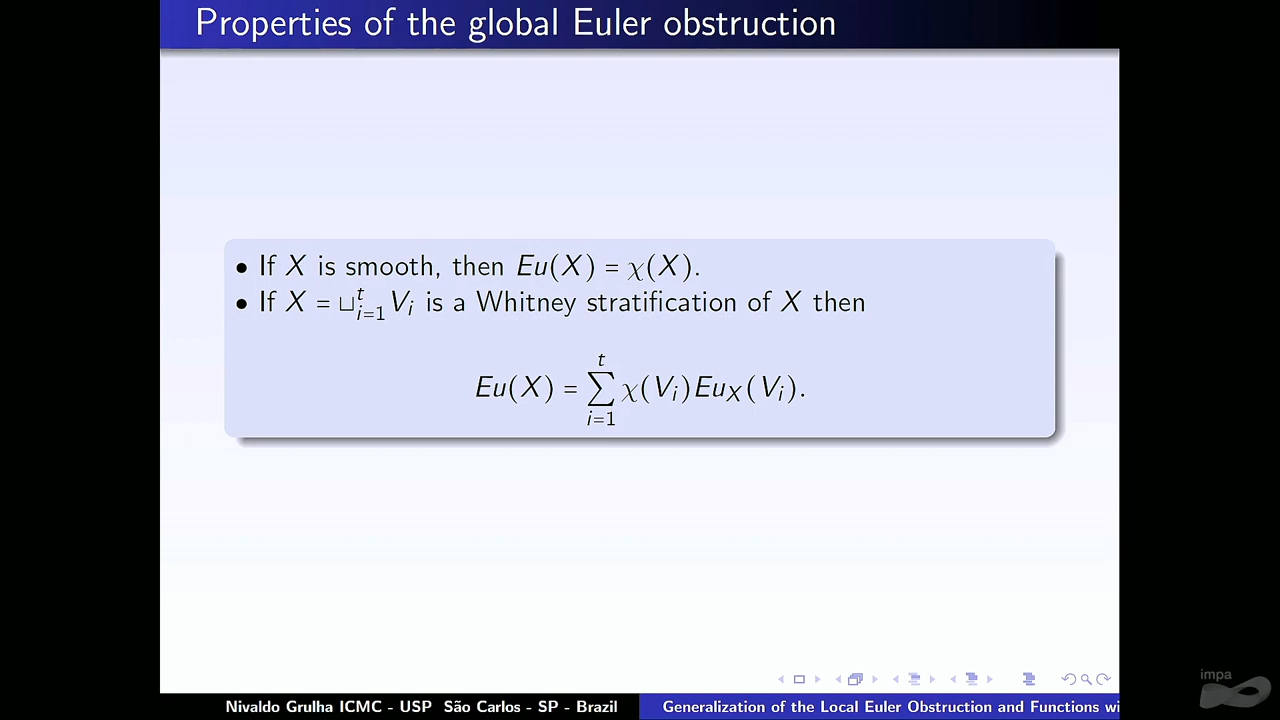 Properties of the global Euler obstruction
• If X is smooth, then Eu(X) = χ(X).
• If X = ⊔ᵗᵢ₌₁ Vᵢ is a Whitney stratification of X then
Eu(X) = ∑ᵗᵢ₌₁ χ(Vᵢ)Eu_X(Vᵢ).
impa
Nivaldo Grulha ICMC - USP São Carlos - SP - Brazil
Generalization of the Local Euler Obstruction and Functions wi